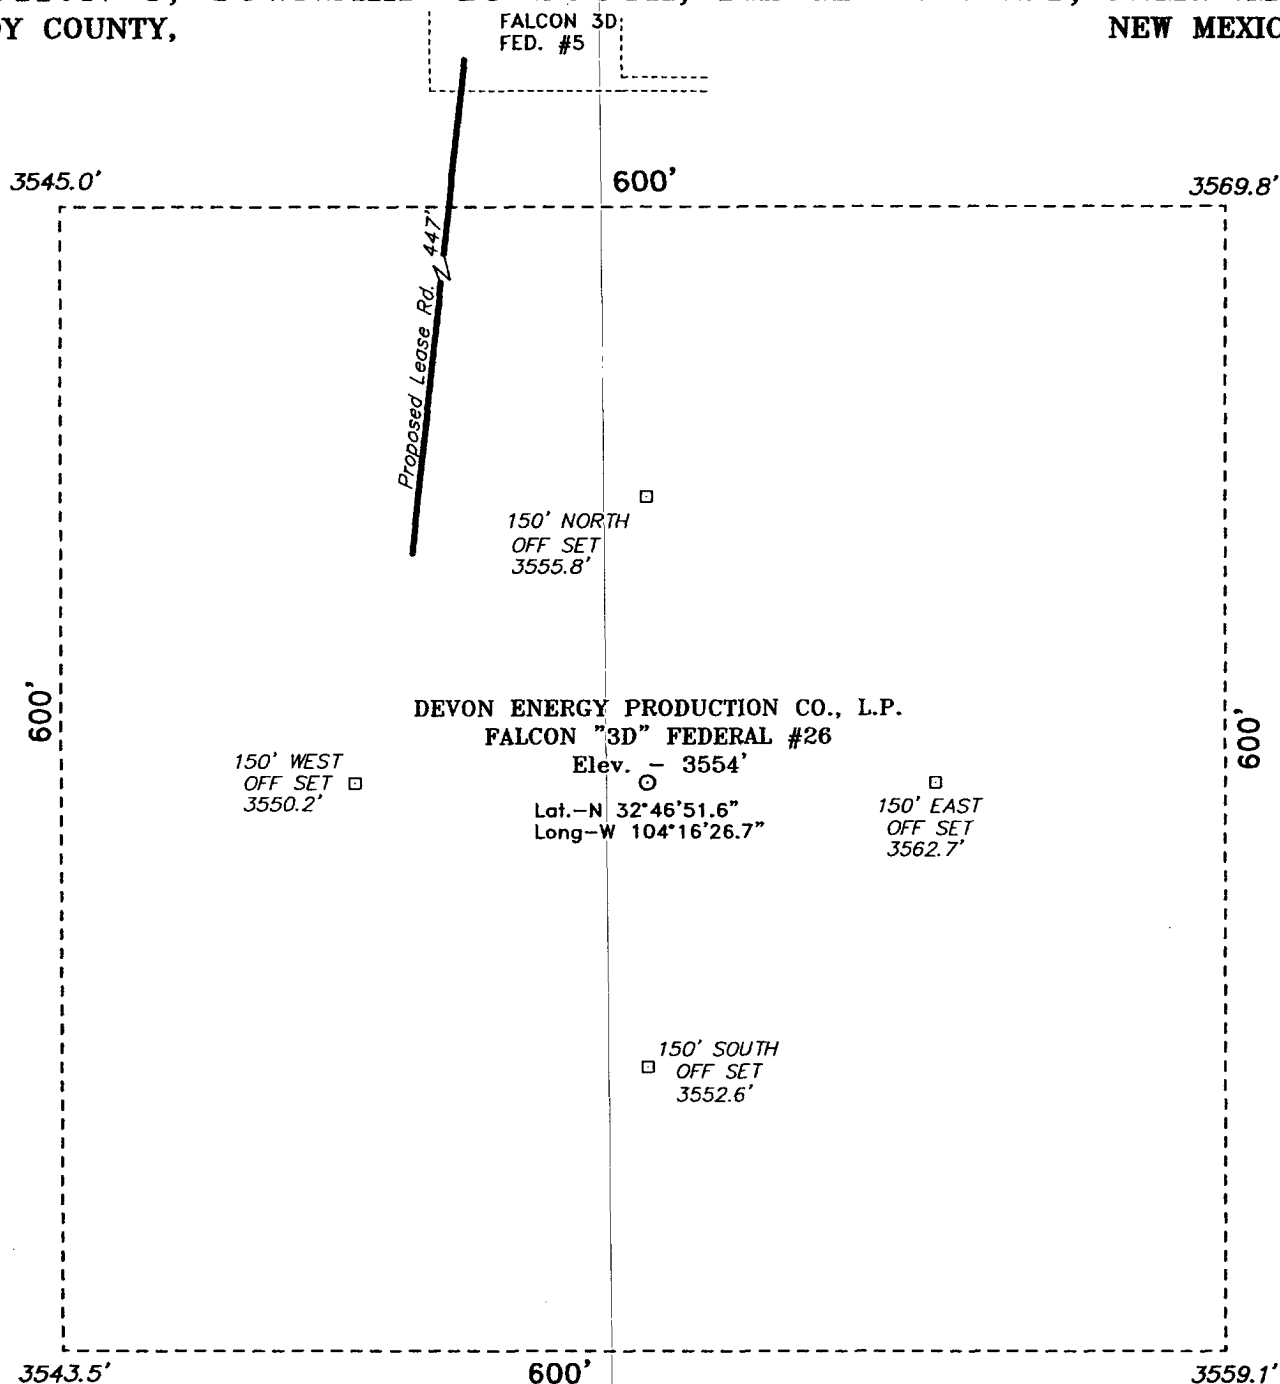 DY COUNTY,
NEW MEXIC
FALCON 3D
FED. #5
3545.0'
600'
3569.8'
Proposed Lease Rd. 447'
150' NORTH
OFF SET
3555.8'
600'
600'
DEVON ENERGY PRODUCTION CO., L.P.
FALCON "3D" FEDERAL #26
Elev. - 3554'
Lat.-N 32°46'51.6"
Long-W 104°16'26.7"
150' WEST
OFF SET
3550.2'
150' EAST
OFF SET
3562.7'
150' SOUTH
OFF SET
3552.6'
3543.5'
600'
3559.1'